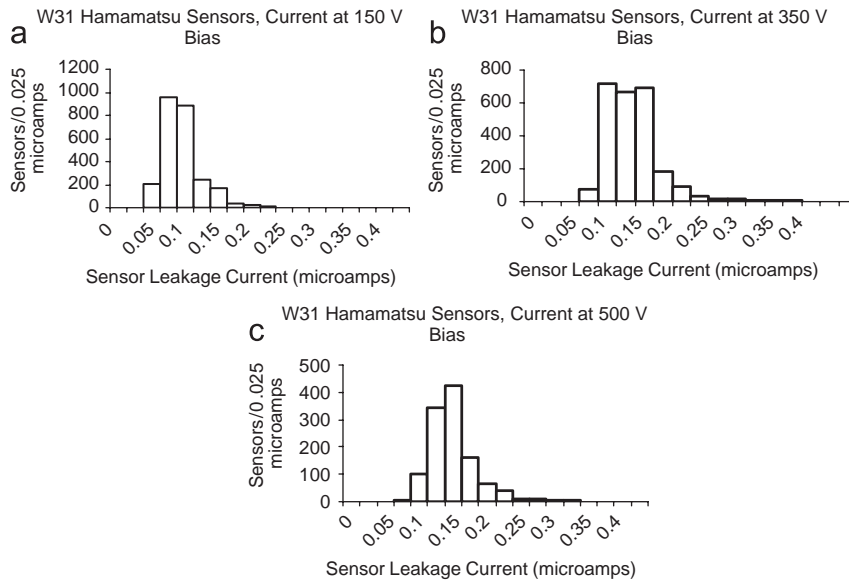 a
W31 Hamamatsu Sensors, Current at 150 V
Bias
Sensors/0.025
microamps
1200
1000
800
600
400
200
0
0
0.05
0.1
0.15
0.2
0.25
0.3
0.35
0.4
Sensor Leakage Current (microamps)
b
W31 Hamamatsu Sensors, Current at 350 V
Bias
Sensors/0.025
microamps
800
600
400
200
0
0
0.05
0.1
0.15
0.2
0.25
0.3
0.35
0.4
Sensor Leakage Current (microamps)
c
W31 Hamamatsu Sensors, Current at 500 V
Bias
Sensors/0.025
microamps
500
400
300
200
100
0
0
0.05
0.1
0.15
0.2
0.25
0.3
0.35
0.4
Sensor Leakage Current (microamps)